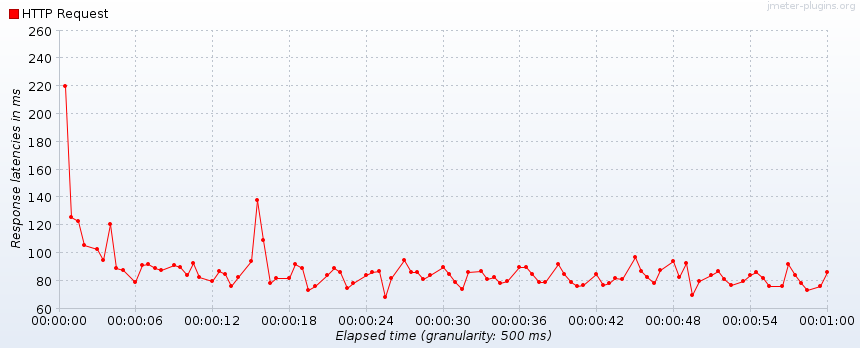 jmeter-plugins.org
HTTP Request
260
240
220
200
180
160
140
120
100
80
60
Response latencies in ms
00:00:00 00:00:06 00:00:12 00:00:18 00:00:24 00:00:30 00:00:36 00:00:42 00:00:48 00:00:54 00:01:00
Elapsed time (granularity: 500 ms)